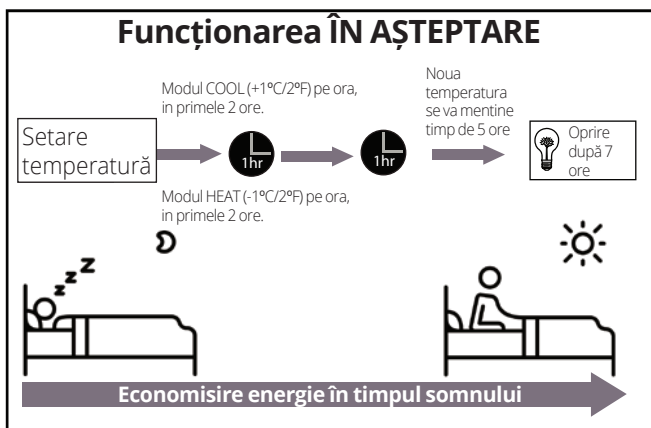 Funcționarea ÎN AȘTEPTARE
Modul COOL (+1ºC/2ºF) pe ora,
in primele 2 ore.
Noua
temperatura
se va mentine
timp de 5 ore
Setare
temperatură
1hr
1hr
Oprire
după 7
ore
Modul HEAT (-1ºC/2ºF) pe ora,
in primele 2 ore.
z z z
Economisire energie în timpul somnului